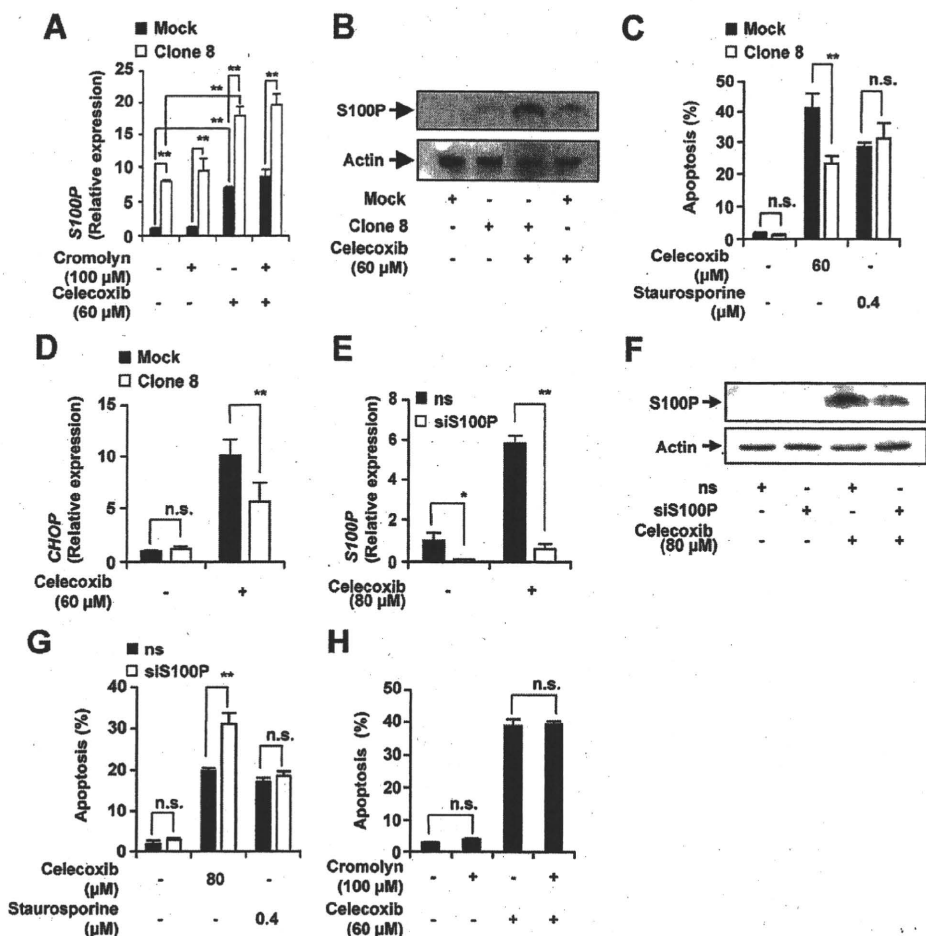 A
Mock
Clone 8
S100P
(Relative expression)
25
20
15
10
5
0
**
**
**
**
**
**
Cromolyn
(100 µM)
- + - +
Celecoxib
(60 µM)
- - + +
B
S100P
Actin
Mock
+ - - +
Clone 8
- + + -
Celecoxib
(60 µM)
- - + +
C
Mock
Clone 8
Apoptosis (%)
50
40
30
20
10
0
n.s.
**
n.s.
Celecoxib
(µM)
- 60 -
Staurosporine
(µM)
- - 0.4
D
Mock
Clone 8
CHOP
(Relative expression)
15
10
5
0
n.s.
**
Celecoxib
(60 µM)
- +
E
ns
siS100P
S100P
(Relative expression)
8
6
4
2
0
*
**
Celecoxib
(80 µM)
- +
F
S100P
Actin
ns
+ - + -
siS100P
- + - +
Celecoxib
(80 µM)
- - + +
G
ns
siS100P
Apoptosis (%)
40
30
20
10
0
n.s.
**
n.s.
Celecoxib
(µM)
- 80 -
Staurosporine
(µM)
- - 0.4
H
Apoptosis (%)
50
40
30
20
10
0
n.s.
n.s.
Cromolyn
(100 µM)
- + - +
Celecoxib
(60 µM)
- - + +